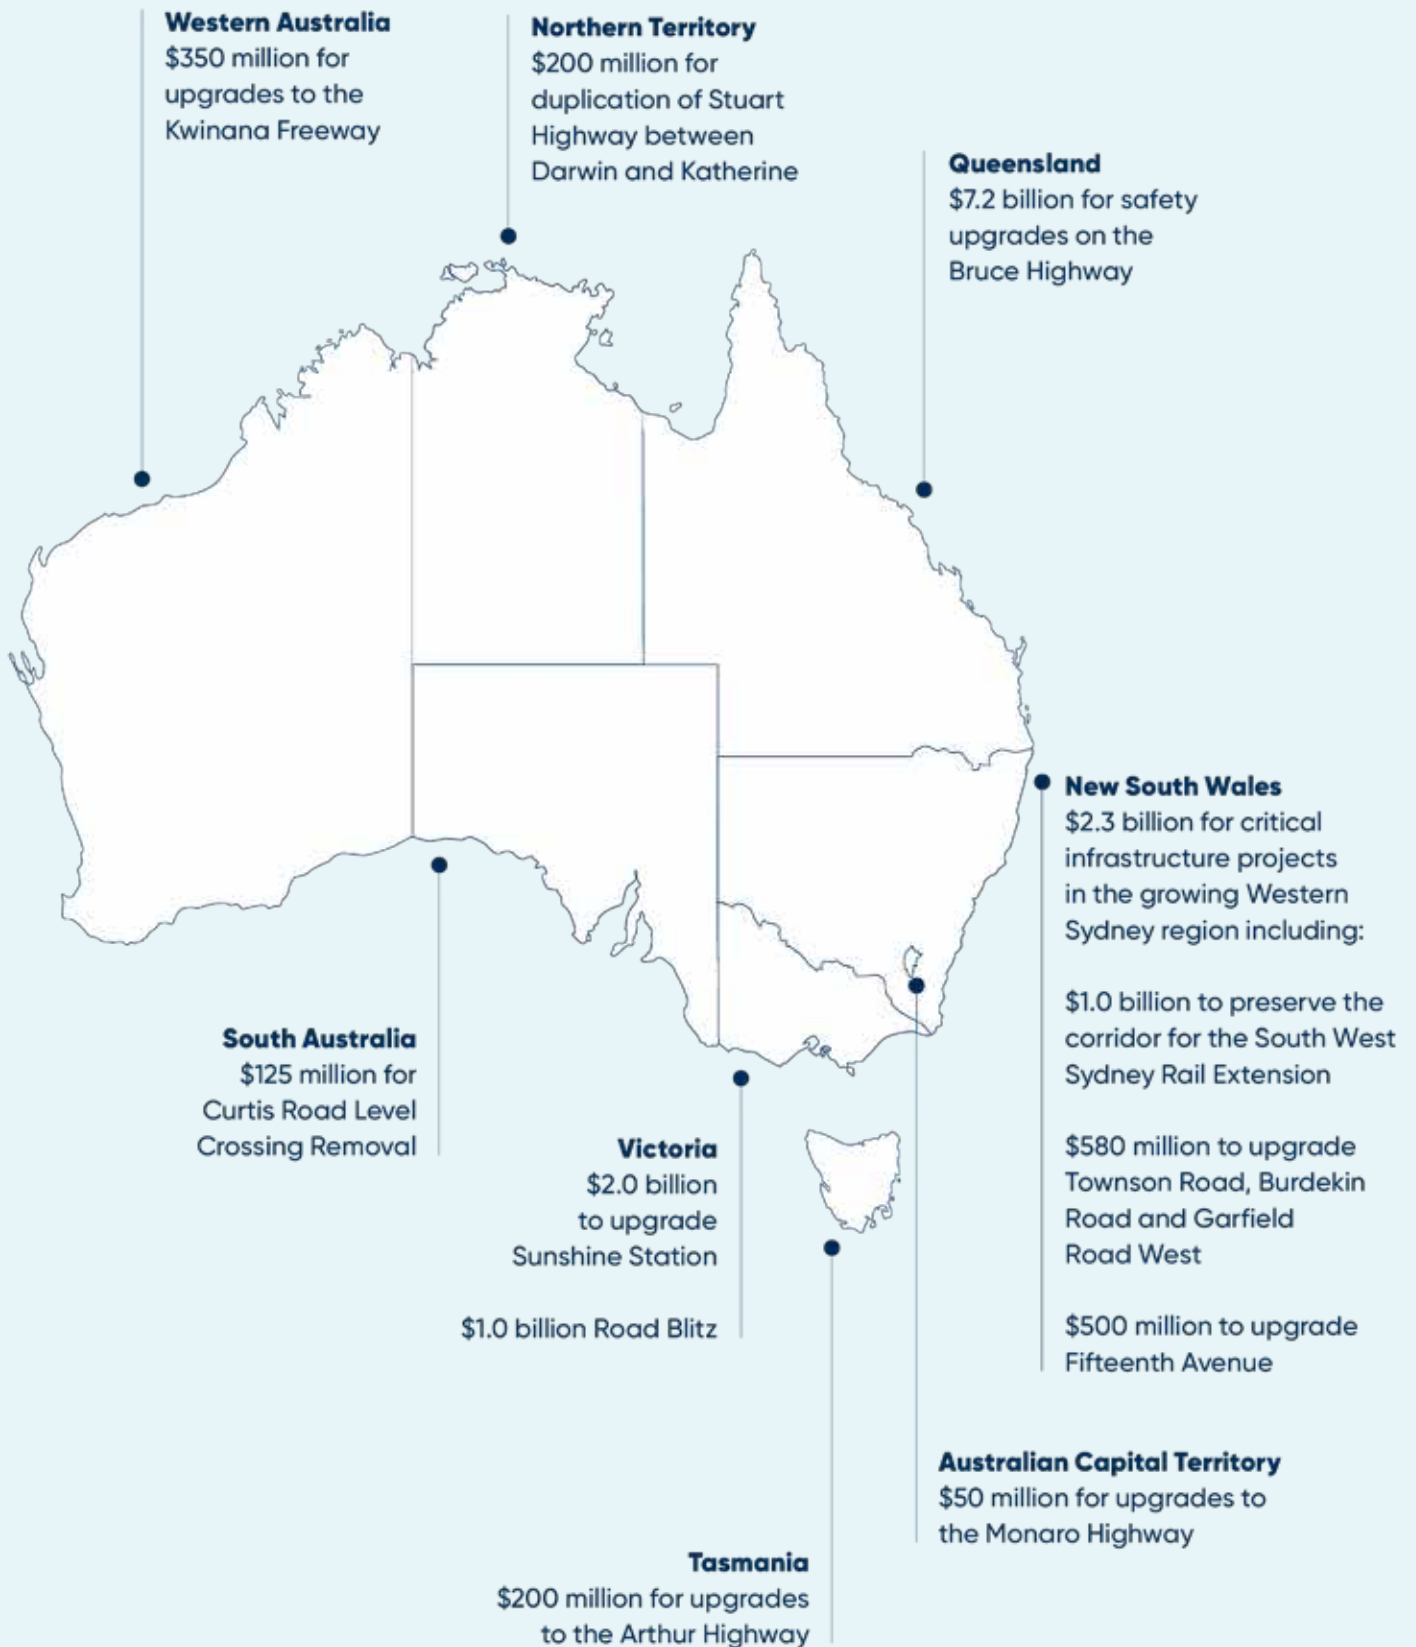 Western Australia
$350 million for
upgrades to the
Kwinana Freeway
Northern Territory
$200 million for
duplication of Stuart
Highway between
Darwin and Katherine
Queensland
$7.2 billion for safety
upgrades on the
Bruce Highway
New South Wales
$2.3 billion for critical
infrastructure projects
in the growing Western
Sydney region including:
$1.0 billion to preserve the
corridor for the South West
Sydney Rail Extension
$580 million to upgrade
Townson Road, Burdekin
Road and Garfield
Road West
$500 million to upgrade
Fifteenth Avenue
South Australia
$125 million for
Curtis Road Level
Crossing Removal
Victoria
$2.0 billion
to upgrade
Sunshine Station
$1.0 billion Road Blitz
Australian Capital Territory
$50 million for upgrades to
the Monaro Highway
Tasmania
$200 million for upgrades
to the Arthur Highway